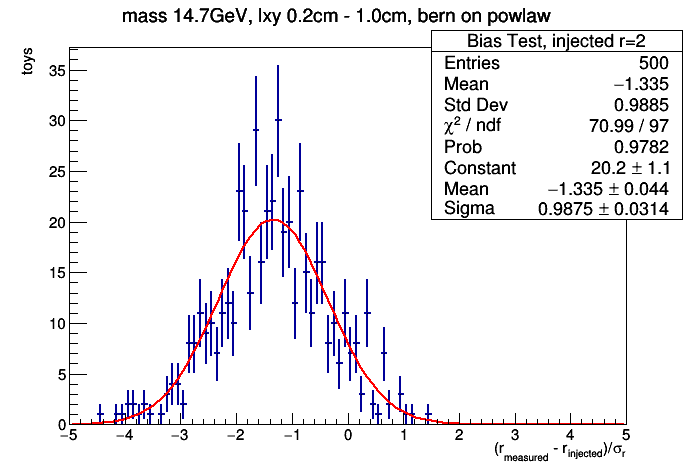 mass 14.7GeV, lxy 0.2cm - 1.0cm, bern on powlaw
toys
Bias Test, injected r=2
Entries 500
Mean −1.335
Std Dev 0.9885
χ² / ndf 70.99 / 97
Prob 0.9782
Constant 20.2 ± 1.1
Mean −1.335 ± 0.044
Sigma 0.9875 ± 0.0314
35
30
25
20
15
10
5
0
−5 −4 −3 −2 −1 0 1 2 3 4 5
(r_measured - r_injected)/σ_r